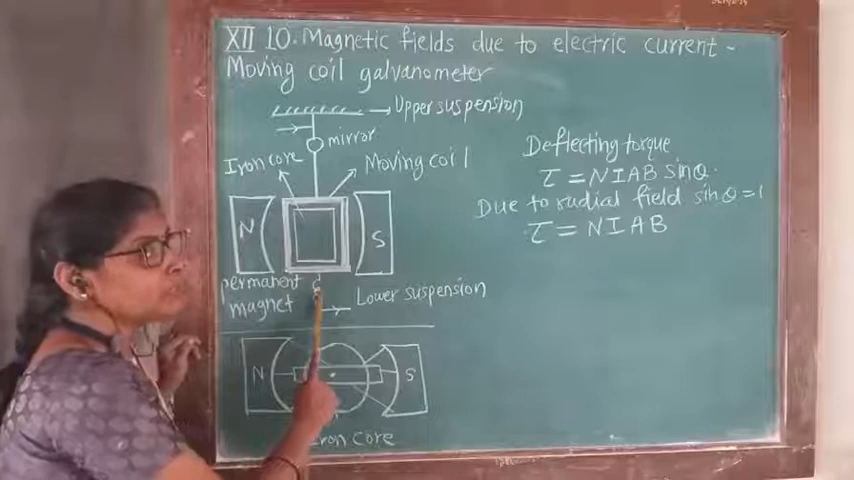 XII 10. Magnetic fields due to electric current -
Moving coil galvanometer
Upper suspension
mirror
Iron core
Moving coil
N
S
permanent
magnet
Lower suspension
N
S
Iron core
Deflecting torque
τ = NIAB sinθ.
Due to radial field sinθ = 1
τ = NIAB